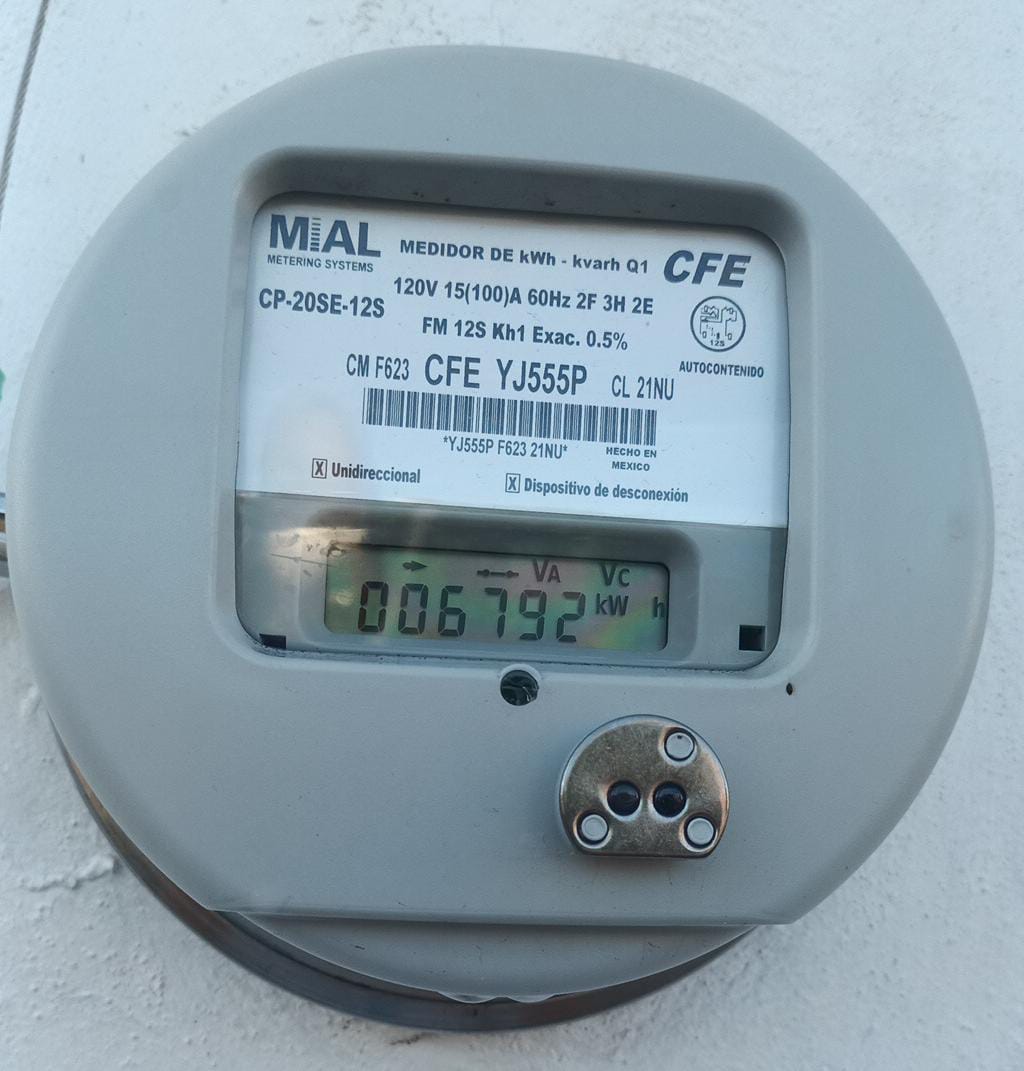 MIAL
METERING SYSTEMS
MEDIDOR DE kWh - kvarh Q1
CFE
CP-20SE-12S
120V 15(100)A 60Hz 2F 3H 2E
FM 12S Kh1 Exac. 0.5%
12S
AUTOCONTENIDO
CM F623 CFE YJ555P CL 21NU
*YJ555P F623 21NU*
HECHO EN
MEXICO
X Unidireccional
X Dispositivo de desconexión
VA VC
006792 kW h